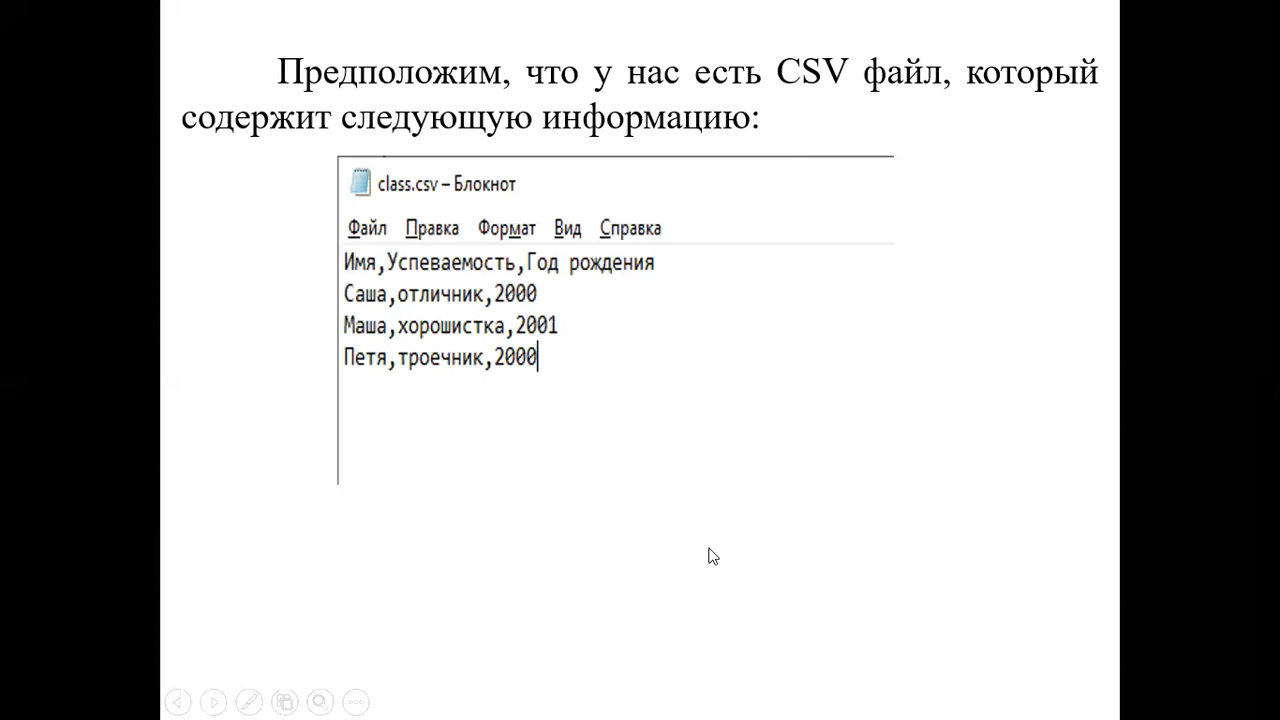 Предположим, что у нас есть CSV файл, который
содержит следующую информацию:
class.csv – Блокнот
Файл Правка Формат Вид Справка
Имя,Успеваемость,Год рождения
Саша,отличник,2000
Маша,хорошистка,2001
Петя,троечник,2000